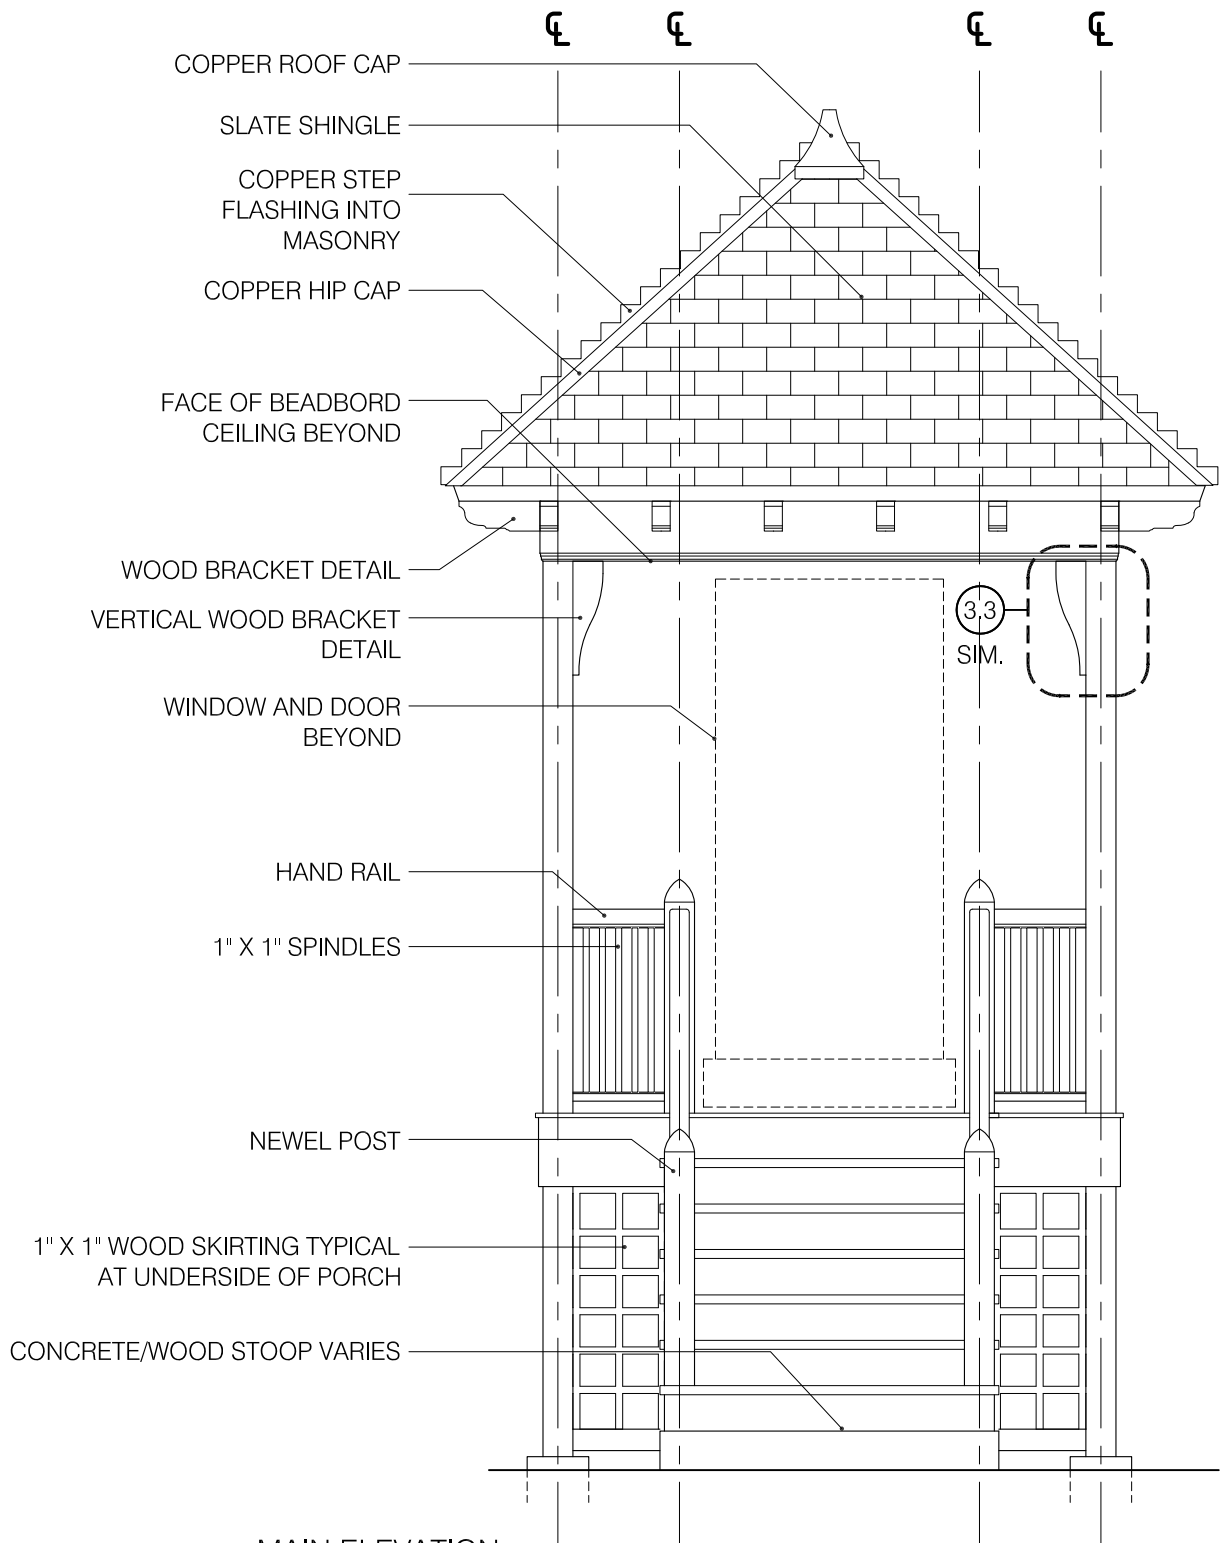 ℄ ℄ ℄ ℄
COPPER ROOF CAP
SLATE SHINGLE
COPPER STEP
FLASHING INTO
MASONRY
COPPER HIP CAP
FACE OF BEADBORD
CEILING BEYOND
WOOD BRACKET DETAIL
VERTICAL WOOD BRACKET
DETAIL
3.3
SIM.
WINDOW AND DOOR
BEYOND
HAND RAIL
1" X 1" SPINDLES
NEWEL POST
1" X 1" WOOD SKIRTING TYPICAL
AT UNDERSIDE OF PORCH
CONCRETE/WOOD STOOP VARIES
MAIN ELEVATION